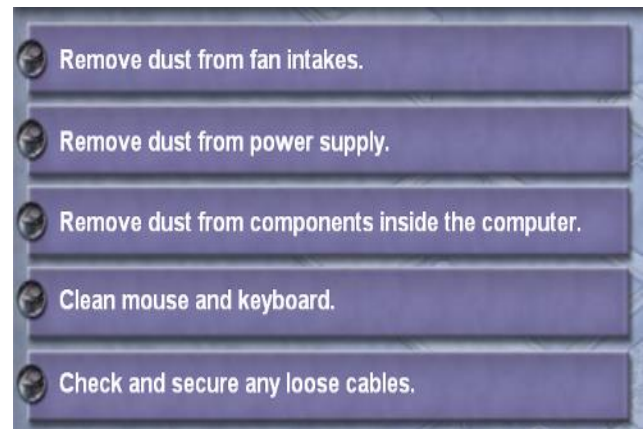 Remove dust from fan intakes.
Remove dust from power supply.
Remove dust from components inside the computer.
Clean mouse and keyboard.
Check and secure any loose cables.